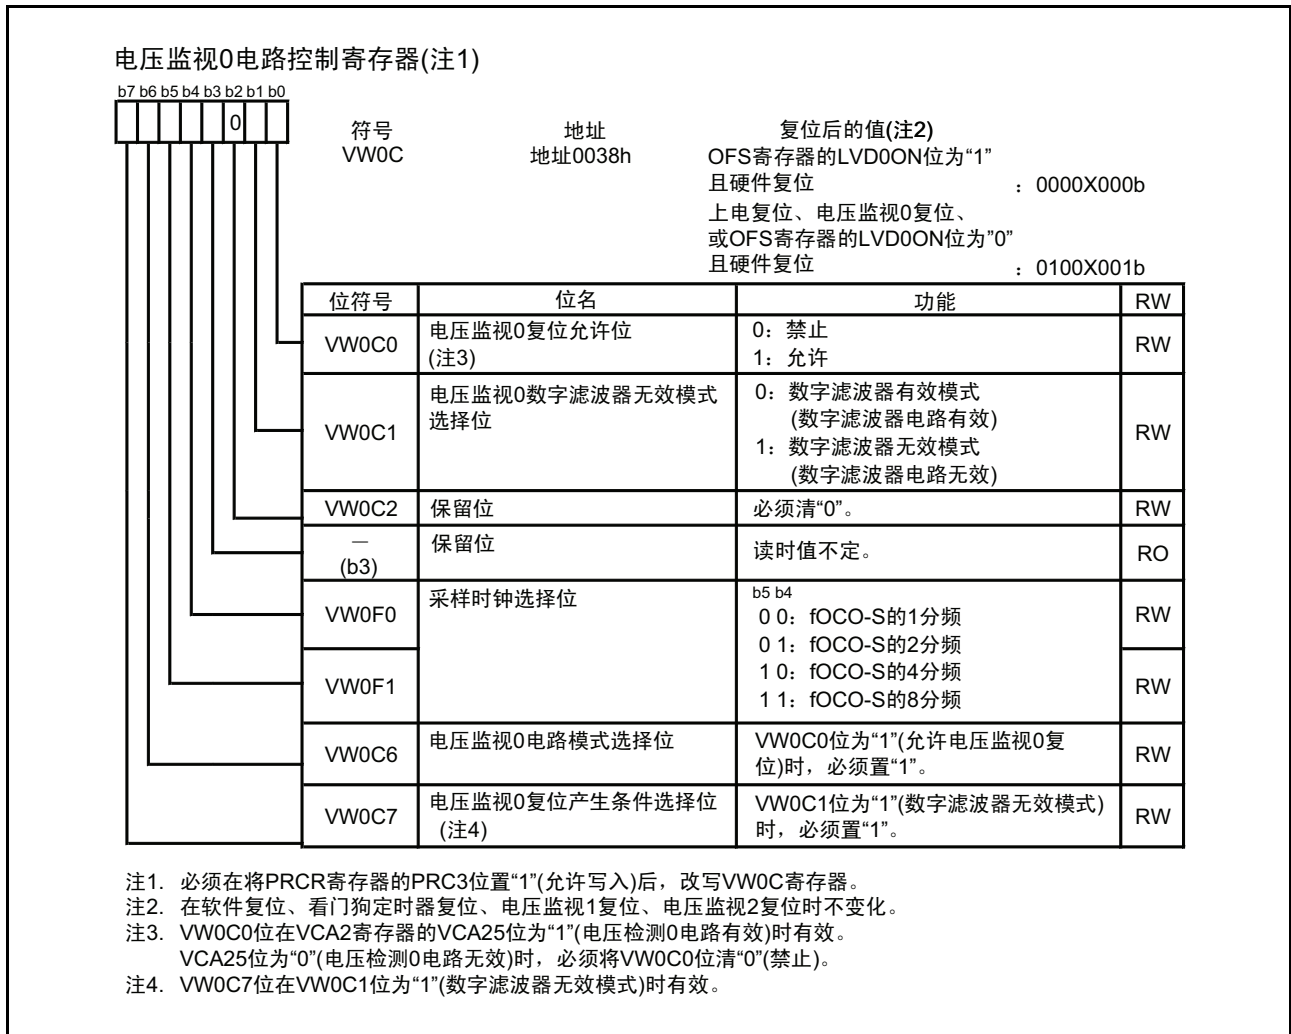 电压监视0电路控制寄存器(注1)
b7 b6 b5 b4 b3 b2 b1 b0
0
符号 地址 复位后的值(注2)
VW0C 地址0038h OFS寄存器的LVD0ON位为“1”
且硬件复位 ：0000X000b
上电复位、电压监视0复位、
或OFS寄存器的LVD0ON位为”0”
且硬件复位 ：0100X001b
位符号 位名 功能 RW
VW0C0 电压监视0复位允许位 0：禁止 RW
(注3) 1：允许
VW0C1 电压监视0数字滤波器无效模式 0：数字滤波器有效模式 RW
选择位 (数字滤波器电路有效)
1：数字滤波器无效模式
(数字滤波器电路无效)
VW0C2 保留位 必须清“0”。 RW
— 保留位 读时值不定。 RO
(b3)
VW0F0 采样时钟选择位 b5 b4 RW
0 0：fOCO-S的1分频
0 1：fOCO-S的2分频
VW0F1 1 0：fOCO-S的4分频 RW
1 1：fOCO-S的8分频
VW0C6 电压监视0电路模式选择位 VW0C0位为“1”(允许电压监视0复 RW
位)时，必须置“1”。
VW0C7 电压监视0复位产生条件选择位 VW0C1位为“1”(数字滤波器无效模式) RW
(注4) 时，必须置“1”。
注1. 必须在将PRCR寄存器的PRC3位置“1”(允许写入)后，改写VW0C寄存器。
注2. 在软件复位、看门狗定时器复位、电压监视1复位、电压监视2复位时不变化。
注3. VW0C0位在VCA2寄存器的VCA25位为“1”(电压检测0电路有效)时有效。
VCA25位为“0”(电压检测0电路无效)时，必须将VW0C0位清“0”(禁止)。
注4. VW0C7位在VW0C1位为“1”(数字滤波器无效模式)时有效。